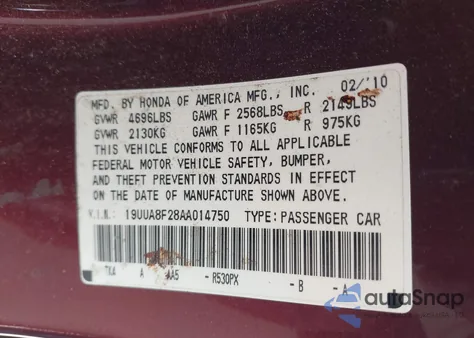 MFD. BY HONDA OF AMERICA MFG., INC. 02/'10
GVWR 4696LBS GAWR F 2568LBS R 2149LBS
GVWR 2130KG GAWR F 1165KG R 975KG
THIS VEHICLE CONFORMS TO ALL APPLICABLE
FEDERAL MOTOR VEHICLE SAFETY, BUMPER,
AND THEFT PREVENTION STANDARDS IN EFFECT
ON THE DATE OF MANUFACTURE SHOWN ABOVE.
V.I.N. 19UUA8F28AA014750 TYPE: PASSENGER CAR
TK4 A AA5 - R530PX - B - A
autoSnap